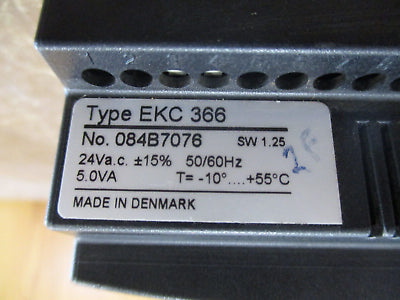 Type EKC 366
No. 084B7076 SW 1.25
24Va.c. ±15% 50/60Hz
5.0VA T= -10°....+55°C
MADE IN DENMARK